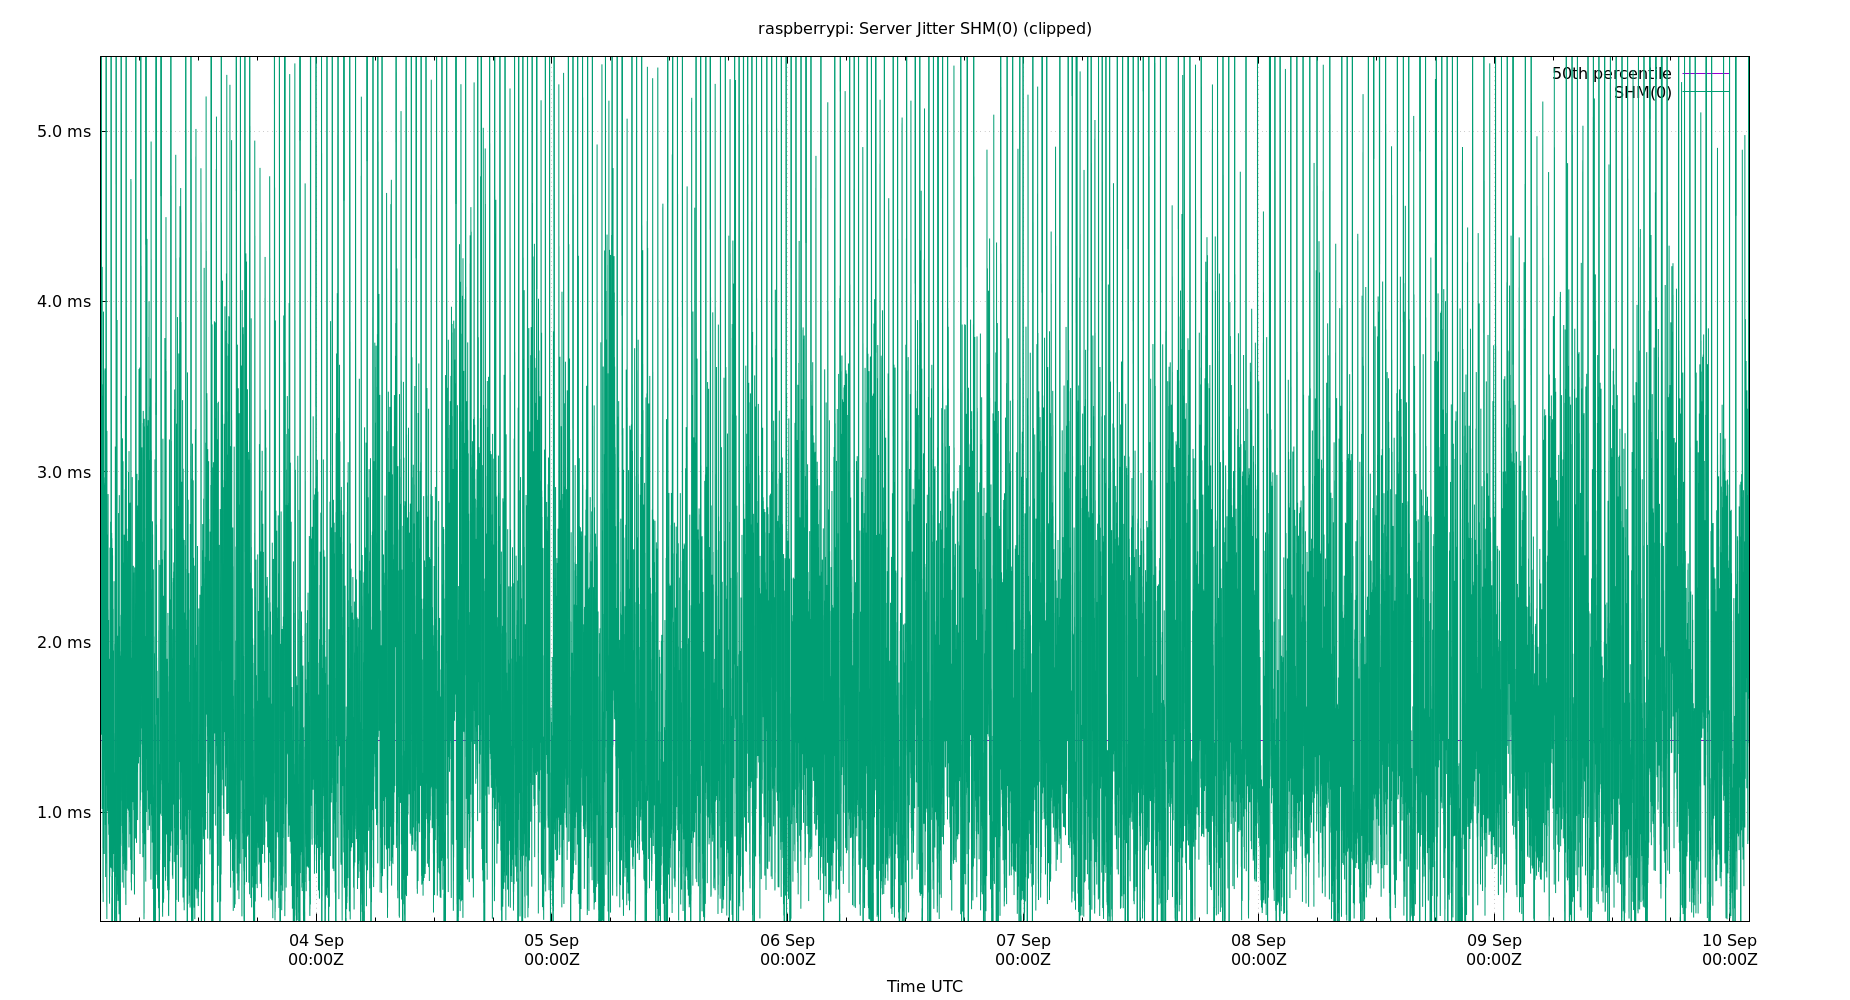 raspberrypi: Server Jitter SHM(0) (clipped)
50th percentile
SHM(0)
5.0 ms
4.0 ms
3.0 ms
2.0 ms
1.0 ms
04 Sep
00:00Z
05 Sep
00:00Z
06 Sep
00:00Z
07 Sep
00:00Z
08 Sep
00:00Z
09 Sep
00:00Z
10 Sep
00:00Z
Time UTC